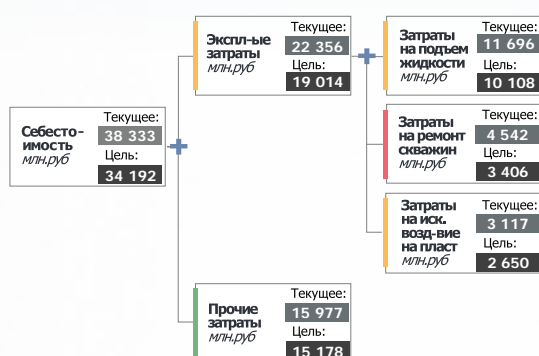 Себесто-
имость
млн.руб
Текущее:
38 333
Цель:
34 192
Экспл-ые
затраты
млн.руб
Текущее:
22 356
Цель:
19 014
Затраты
на подъем
жидкости
млн.руб
Текущее:
11 696
Цель:
10 108
Затраты
на ремонт
скважин
млн.руб
Текущее:
4 542
Цель:
3 406
Затраты
на иск.
возд-вие
на пласт
млн.руб
Текущее:
3 117
Цель:
2 650
Прочие
затраты
млн.руб
Текущее:
15 977
Цель:
15 178